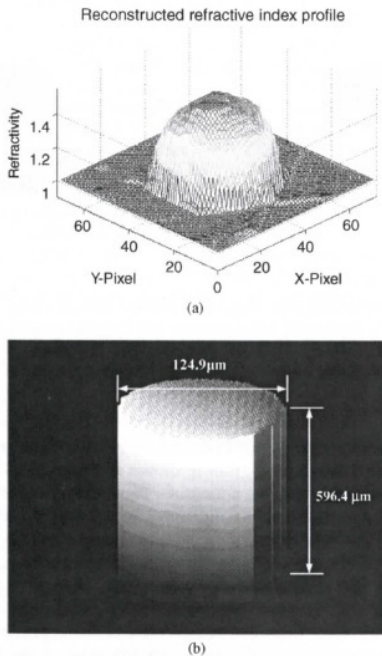 Reconstructed refractive index profile
1.4
1.2
1
Refractivity
60
40
20
0
20
40
60
Y-Pixel
X-Pixel
(a)
124.9μm
596.4 μm
(b)